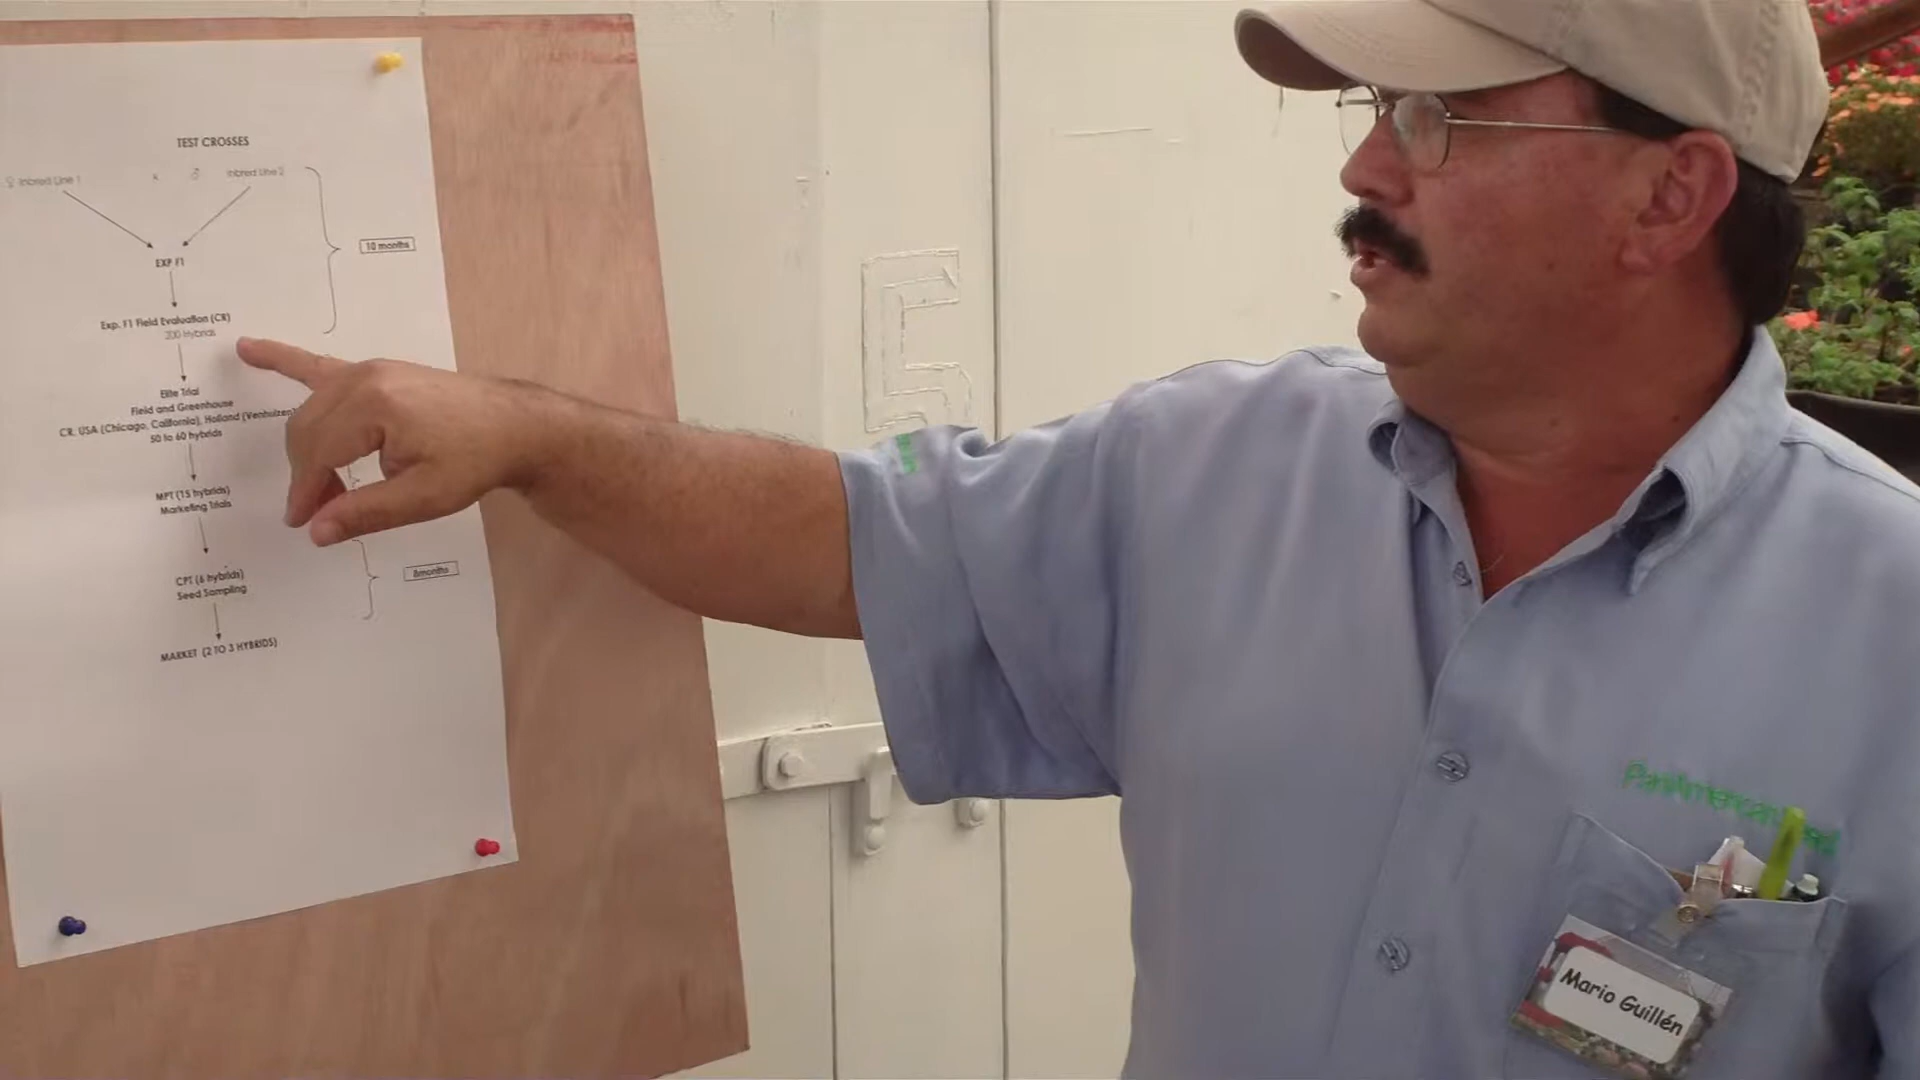 TEST CROSSES
♀ Inbred Line 1 x ♂ Inbred Line 2
10 months
EXP F1
Exp. F1 Field Evaluation (CR)
200 Hybrids
Elite Trial
Field and Greenhouse
CR, USA (Chicago, California), Holland (Venhuizen)
50 to 60 hybrids
MPT (15 hybrids)
Marketing Trials
8months
CPT (6 hybrids)
Seed Sampling
MARKET (2 TO 3 HYBRIDS)
PanAmerican
Mario Guillén